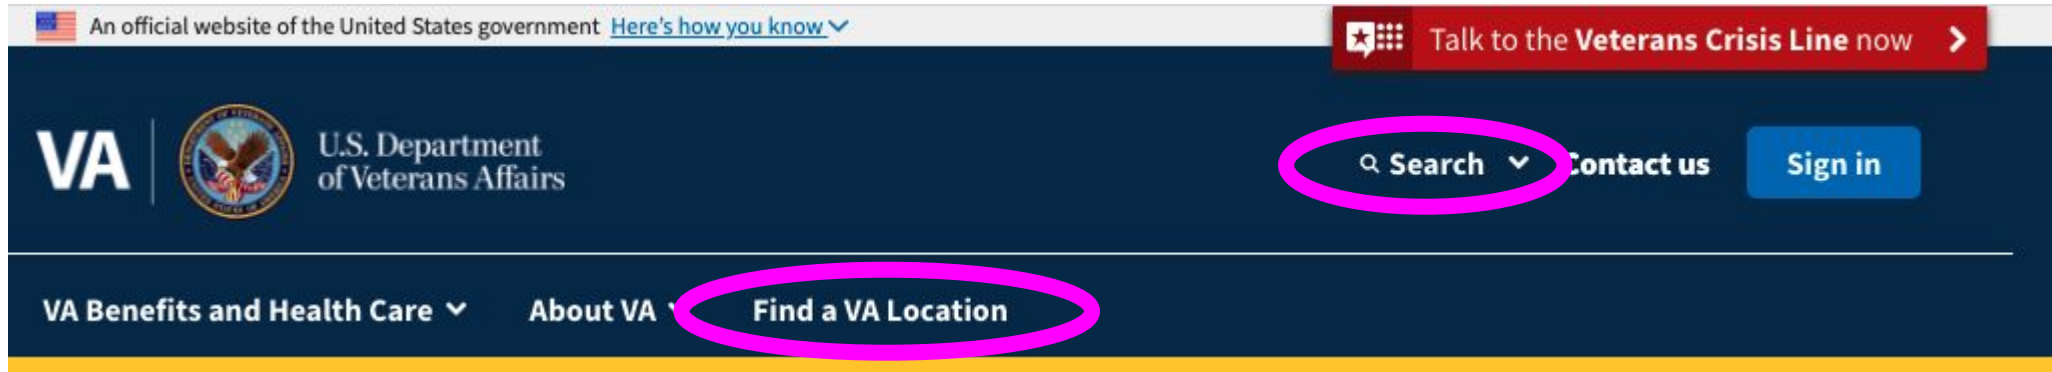 An official website of the United States government Here's how you know
Talk to the Veterans Crisis Line now
VA
U.S. Department
of Veterans Affairs
Search
Contact us
Sign in
VA Benefits and Health Care
About VA
Find a VA Location